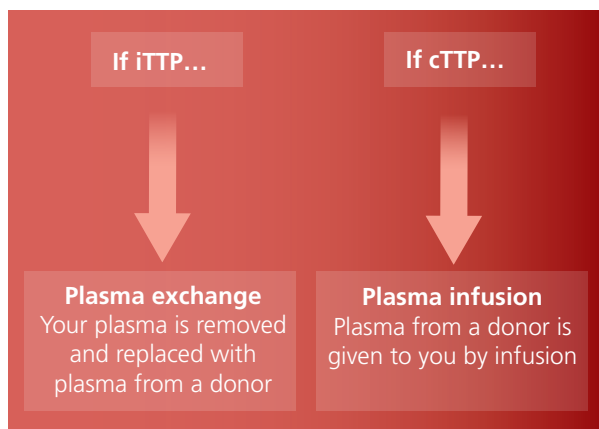 If iTTP...
If cTTP...
Plasma exchange
Your plasma is removed
and replaced with
plasma from a donor
Plasma infusion
Plasma from a donor is
given to you by infusion